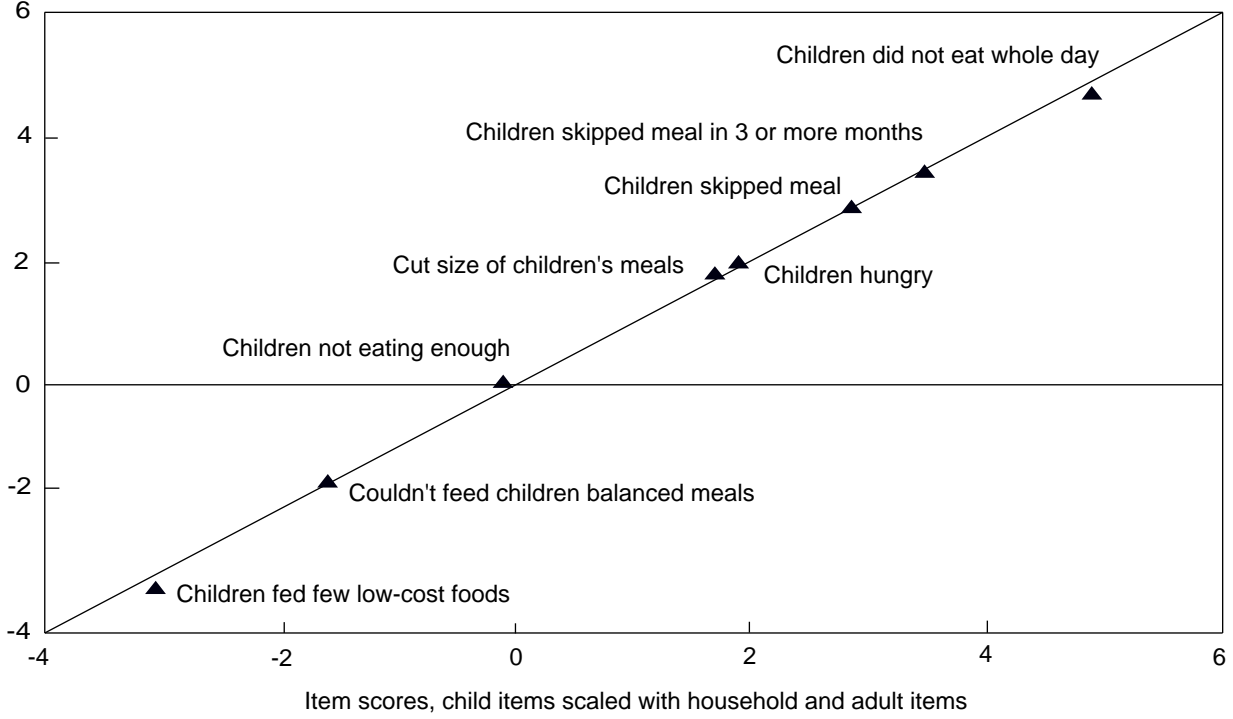 6
Children did not eat whole day
4
Children skipped meal in 3 or more months
Children skipped meal
2
Cut size of children's meals
Children hungry
Children not eating enough
0
-2
Couldn't feed children balanced meals
Children fed few low-cost foods
-4
-4 -2 0 2 4 6
Item scores, child items scaled with household and adult items